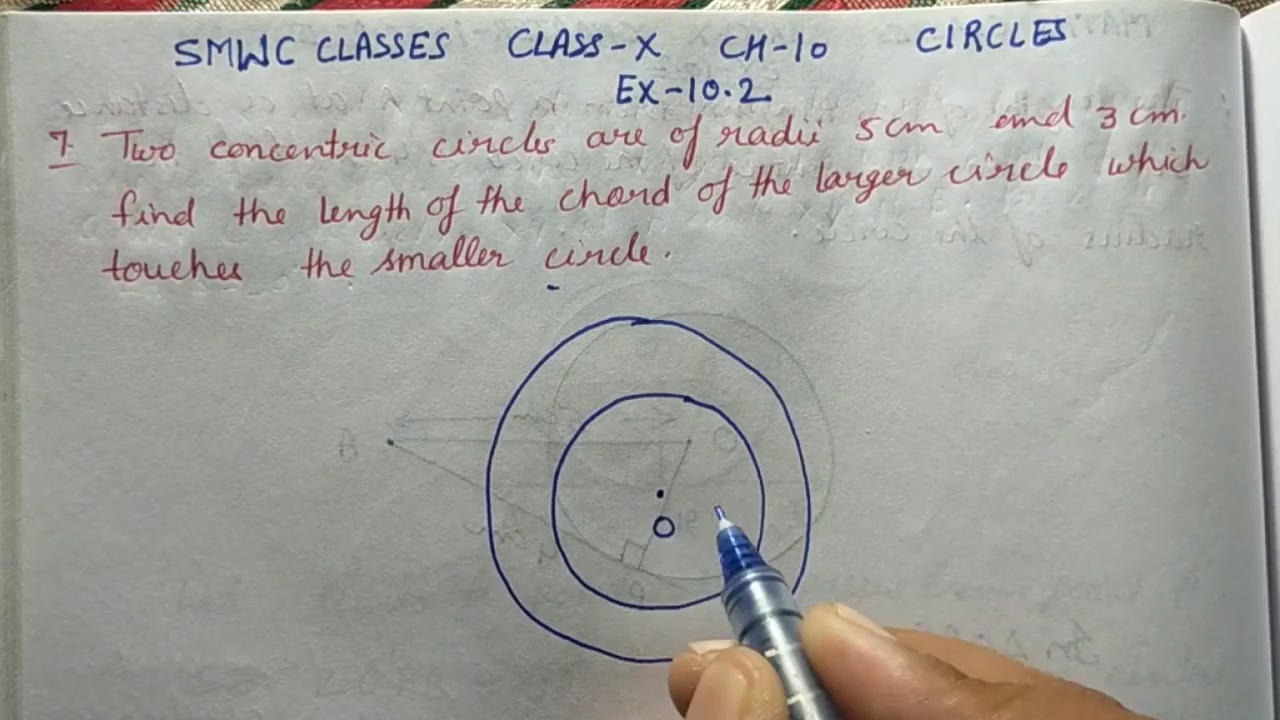 SMWC CLASSES CLASS-X CH-10 CIRCLES
EX-10.2
7. Two concentric circles are of radii 5cm and 3 cm.
find the length of the chord of the larger circle which
touches the smaller circle.
O